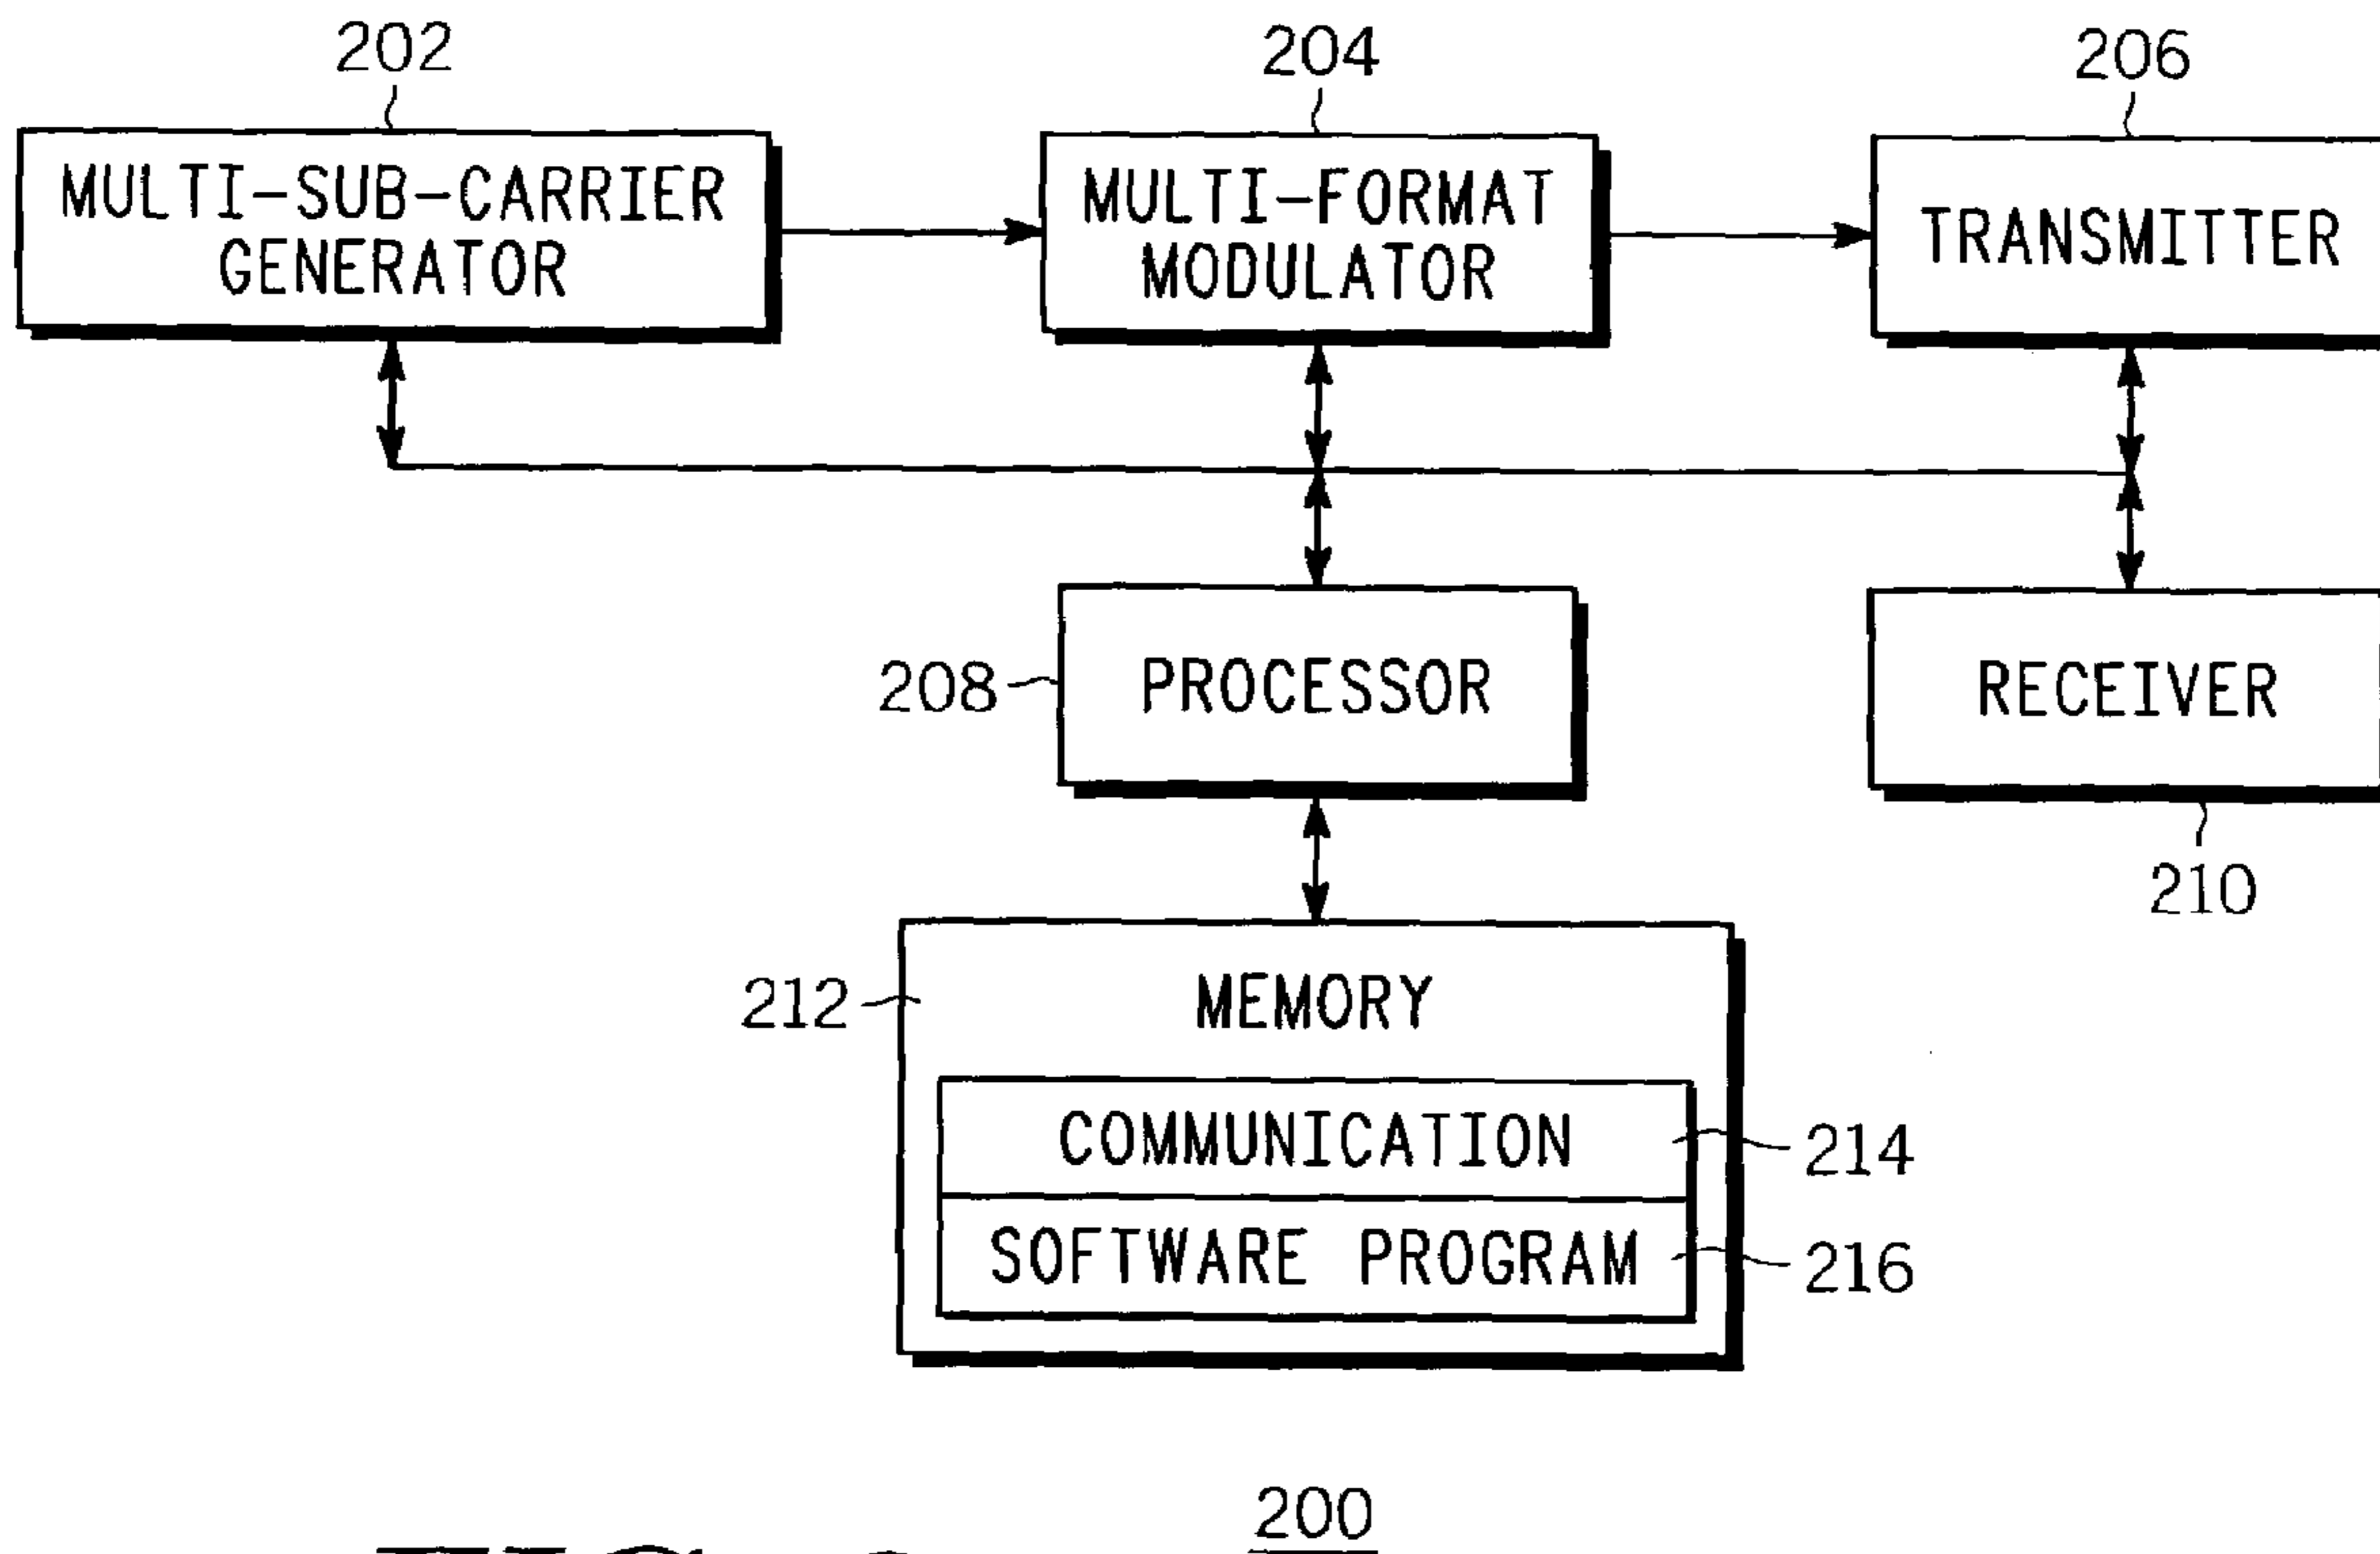 202
204
206
MULTI-SUB-CARRIER
GENERATOR
MULTI-FORMAT
MODULATOR
TRANSMITTER
208
PROCESSOR
RECEIVER
210
212
MEMORY
COMMUNICATION
214
SOFTWARE PROGRAM
216
200